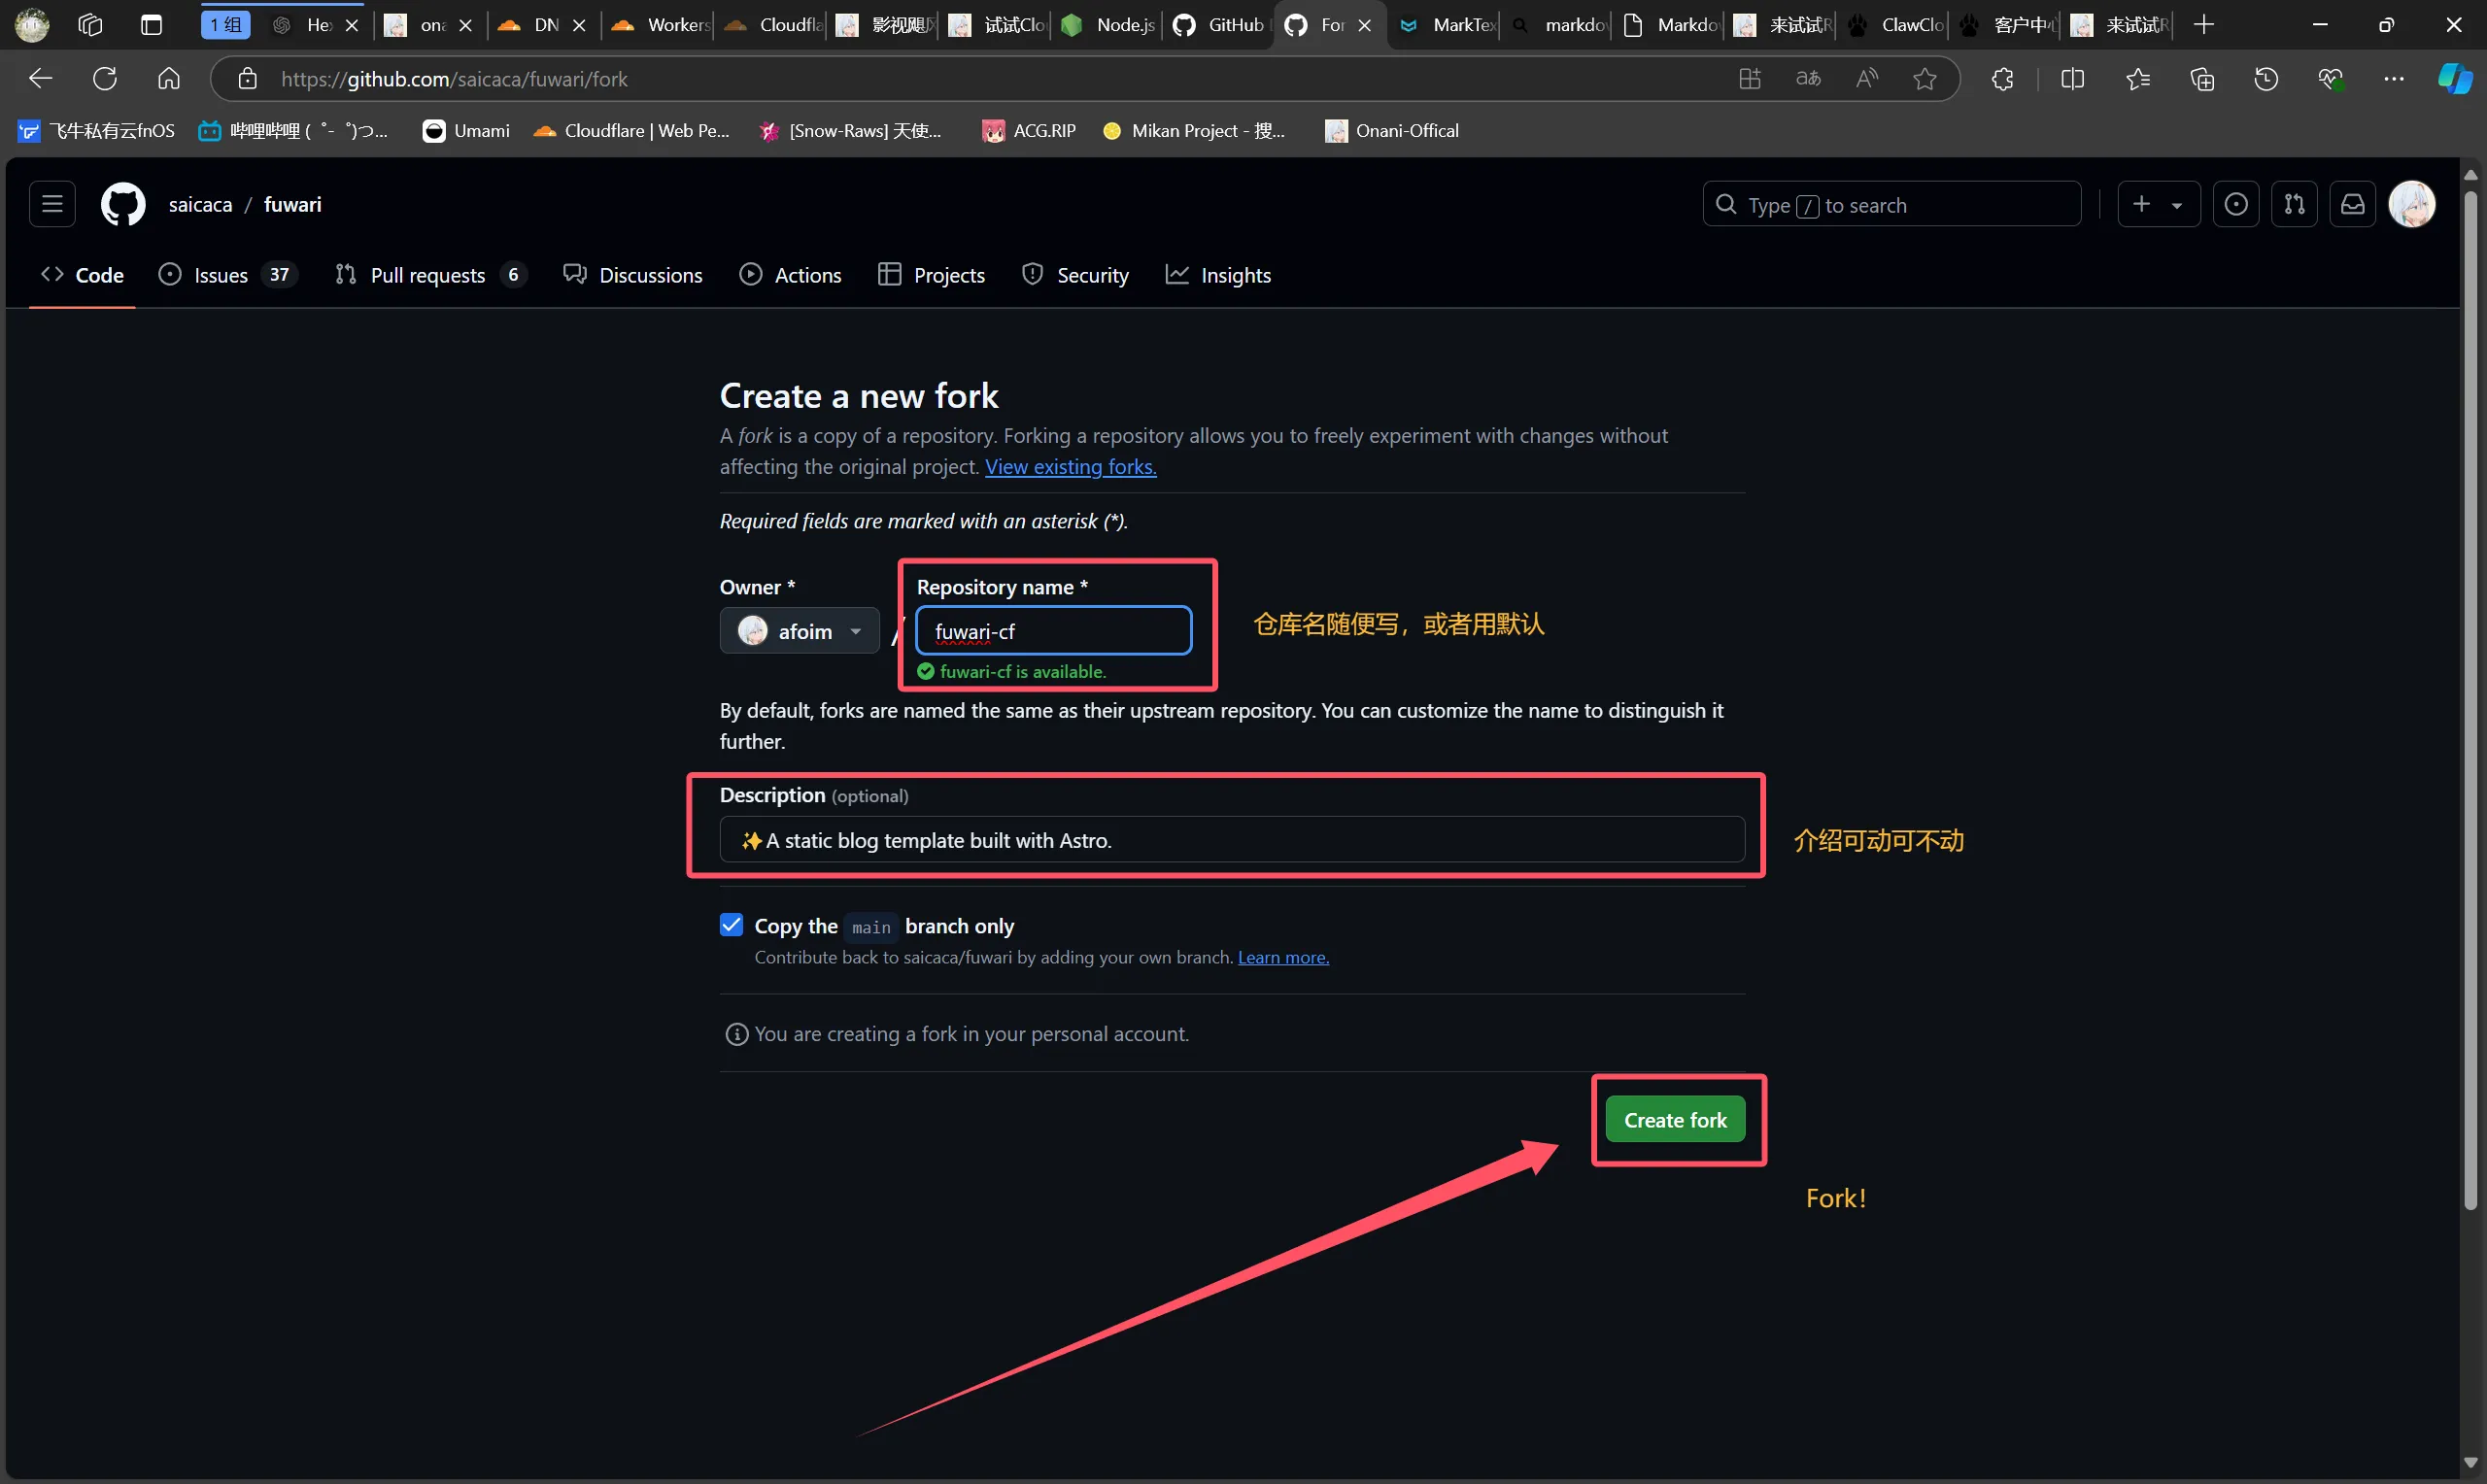 1 组
He
ona
DN
Workers
Cloudfla
影视飓风
试试Clo
Node.js
GitHub
For
MarkTex
markdov
Markdo
来试试R
ClawClo
客户中心
来试试R
https://github.com/saicaca/fuwari/fork
飞牛私有云fnOS
哔哩哔哩 (゜-゜)つ...
Umami
Cloudflare | Web Pe...
[Snow-Raws] 天使...
ACG.RIP
Mikan Project - 搜...
Onani-Offical
saicaca / fuwari
Type / to search
Code
Issues 37
Pull requests 6
Discussions
Actions
Projects
Security
Insights
Create a new fork
A fork is a copy of a repository. Forking a repository allows you to freely experiment with changes without
affecting the original project. View existing forks.
Required fields are marked with an asterisk (*).
Owner *
Repository name *
afoim
/
fuwari-cf
仓库名随便写，或者用默认
fuwari-cf is available.
By default, forks are named the same as their upstream repository. You can customize the name to distinguish it
further.
Description (optional)
✨A static blog template built with Astro.
介绍可动可不动
Copy the main branch only
Contribute back to saicaca/fuwari by adding your own branch. Learn more.
You are creating a fork in your personal account.
Create fork
Fork！